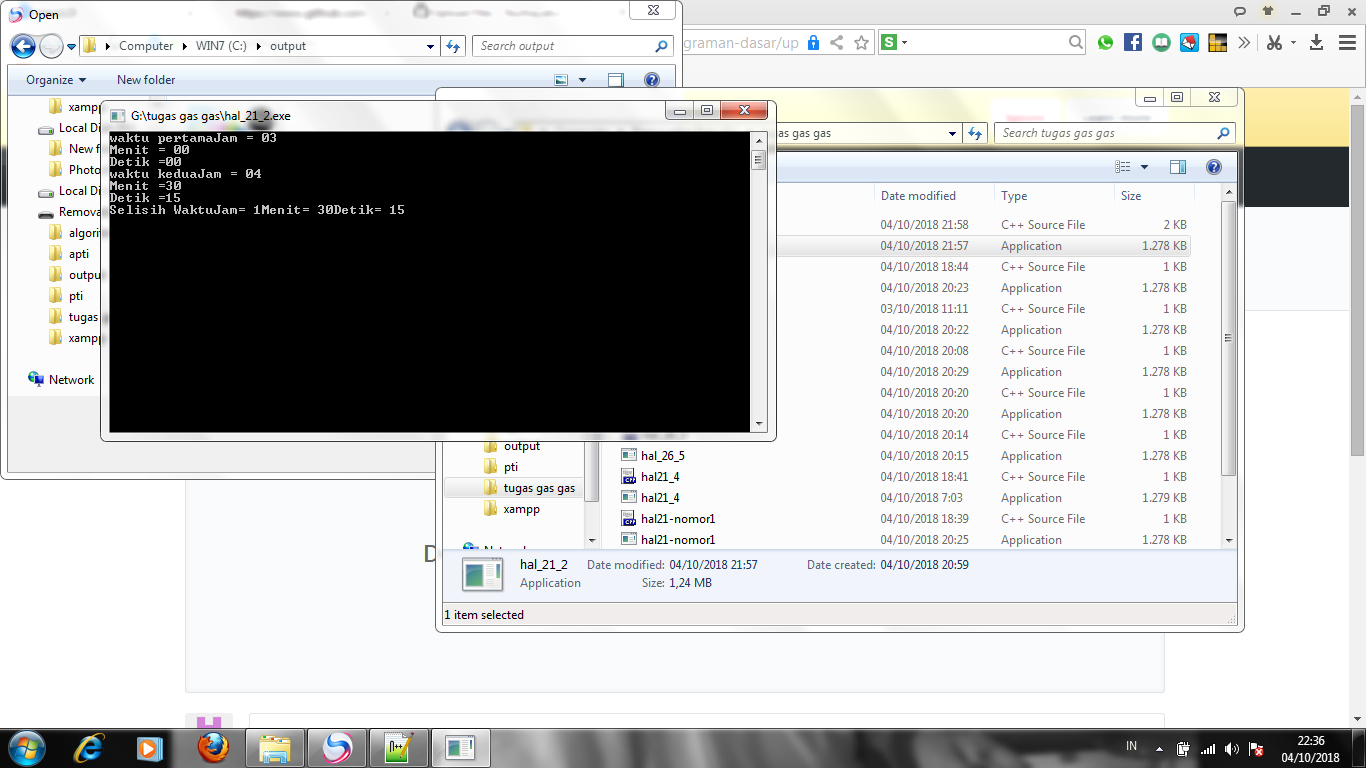 Open
Computer
WIN7 (C:)
output
Search output
Organize
New folder
xamp
Local Di
New f
Photo
Local Di
Remova
algorit
apti
outpu
pti
tugas
xamp
Network
G:\tugas gas gas\hal_21_2.exe
waktu pertamaJam = 03
Menit = 00
Detik =00
waktu keduaJam = 04
Menit =30
Detik =15
Selisih WaktuJam= 1Menit= 30Detik= 15
graman-dasar/up
S
as gas gas
Search tugas gas gas
Date modified Type Size
04/10/2018 21:58 C++ Source File 2 KB
04/10/2018 21:57 Application 1.278 KB
04/10/2018 18:44 C++ Source File 1 KB
04/10/2018 20:23 Application 1.278 KB
03/10/2018 11:11 C++ Source File 1 KB
04/10/2018 20:22 Application 1.278 KB
04/10/2018 20:08 C++ Source File 1 KB
04/10/2018 20:29 Application 1.278 KB
04/10/2018 20:20 C++ Source File 1 KB
04/10/2018 20:20 Application 1.278 KB
04/10/2018 20:14 C++ Source File 1 KB
hal_26_5 04/10/2018 20:15 Application 1.278 KB
hal21_4 04/10/2018 18:41 C++ Source File 1 KB
hal21_4 04/10/2018 7:03 Application 1.279 KB
hal21-nomor1 04/10/2018 18:39 C++ Source File 1 KB
hal21-nomor1 04/10/2018 20:25 Application 1.278 KB
output
pti
tugas gas gas
xampp
D
hal_21_2 Date modified: 04/10/2018 21:57 Date created: 04/10/2018 20:59
Application Size: 1,24 MB
1 item selected
IN
22:36
04/10/2018